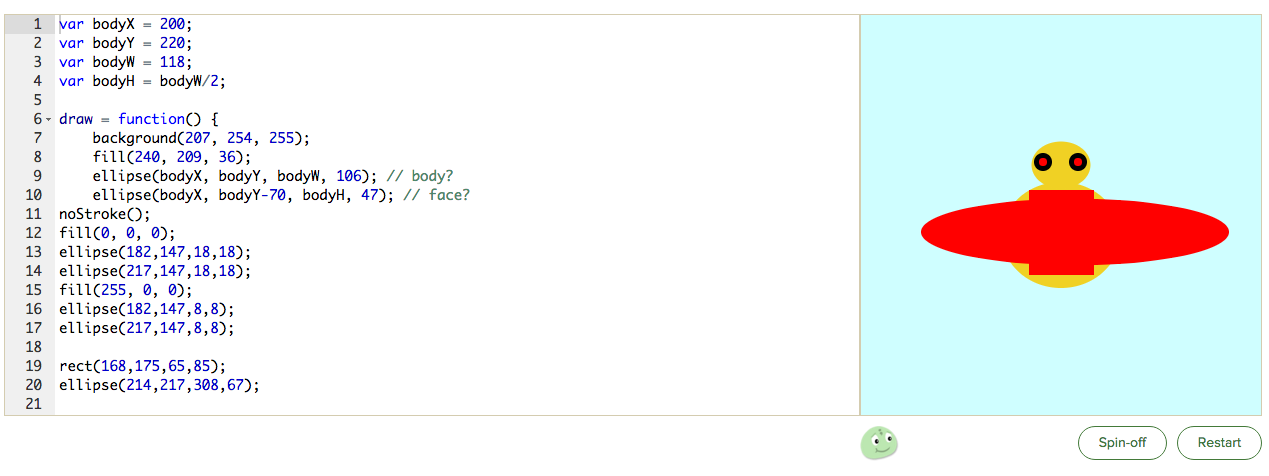 1 var bodyX = 200;
2 var bodyY = 220;
3 var bodyW = 118;
4 var bodyH = bodyW/2;
5
6 draw = function() {
7     background(207, 254, 255);
8     fill(240, 209, 36);
9     ellipse(bodyX, bodyY, bodyW, 106); // body?
10     ellipse(bodyX, bodyY-70, bodyH, 47); // face?
11 noStroke();
12 fill(0, 0, 0);
13 ellipse(182,147,18,18);
14 ellipse(217,147,18,18);
15 fill(255, 0, 0);
16 ellipse(182,147,8,8);
17 ellipse(217,147,8,8);
18
19 rect(168,175,65,85);
20 ellipse(214,217,308,67);
21
Spin-off Restart